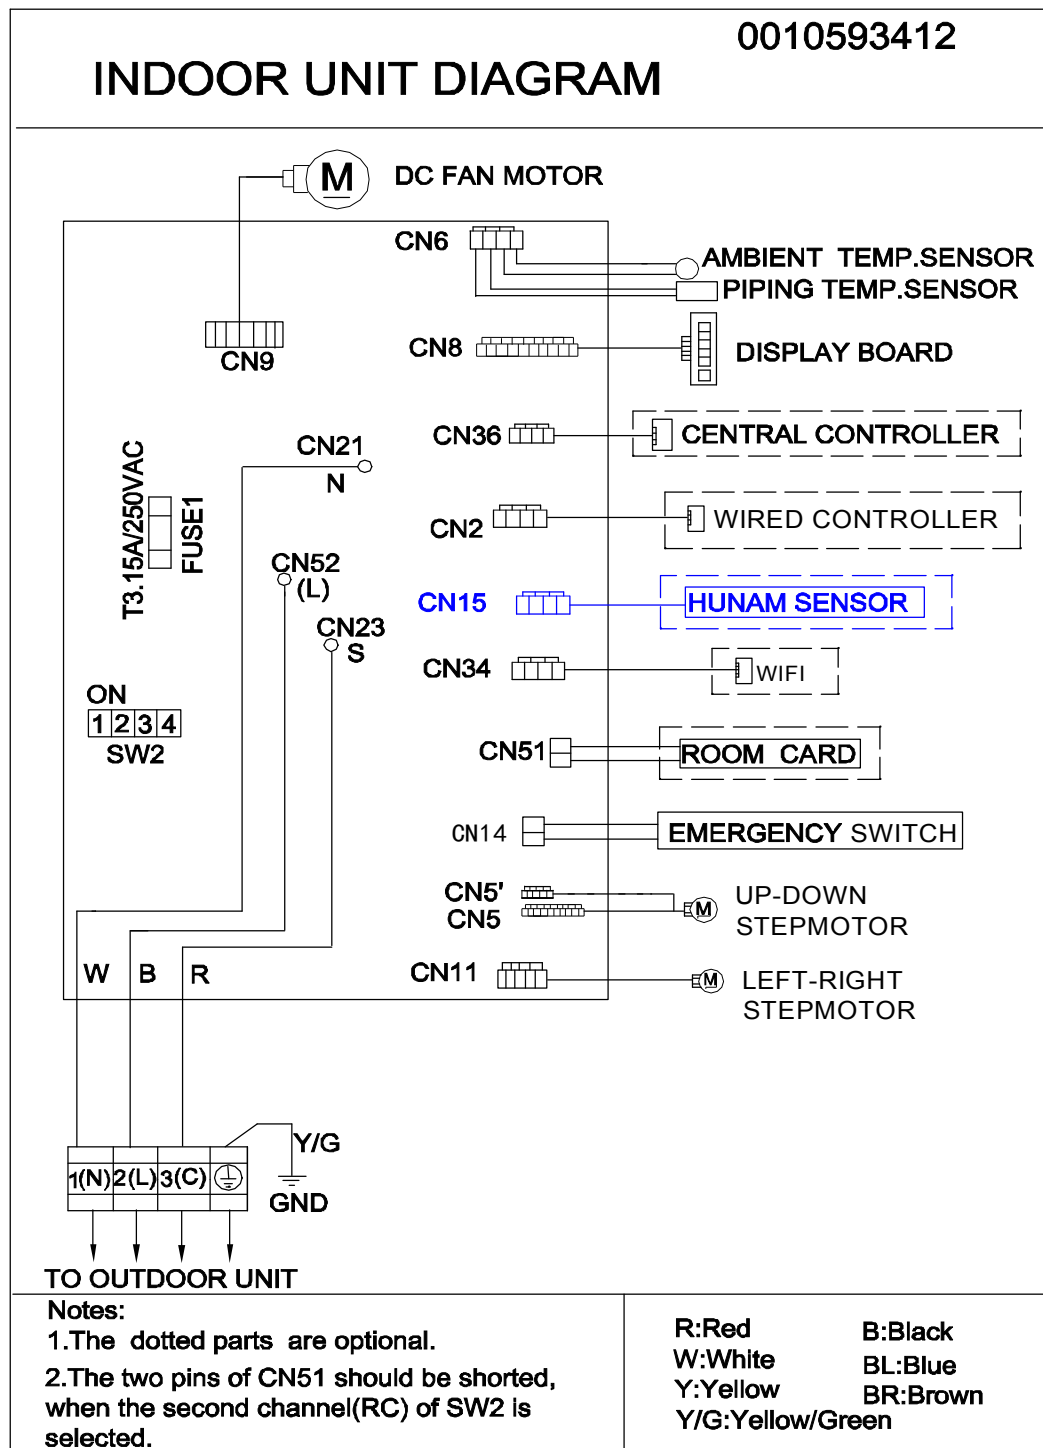 0010593412
INDOOR UNIT DIAGRAM
M
DC FAN MOTOR
CN6
AMBIENT TEMP.SENSOR
PIPING TEMP.SENSOR
CN9
CN8
DISPLAY BOARD
CN36
CENTRAL CONTROLLER
CN21
N
T3.15A/250VAC
FUSE1
CN2
WIRED CONTROLLER
CN52
(L)
CN15
HUNAM SENSOR
CN23
S
CN34
WIFI
ON
1 2 3 4
SW2
CN51
ROOM CARD
CN14
EMERGENCY SWITCH
CN5'
CN5
M
UP-DOWN
STEPMOTOR
W B R
CN11
M
LEFT-RIGHT
STEPMOTOR
Y/G
1(N) 2(L) 3(C)
GND
TO OUTDOOR UNIT
Notes:
1.The dotted parts are optional.
2.The two pins of CN51 should be shorted,
when the second channel(RC) of SW2 is
selected.
R:Red B:Black
W:White BL:Blue
Y:Yellow BR:Brown
Y/G:Yellow/Green